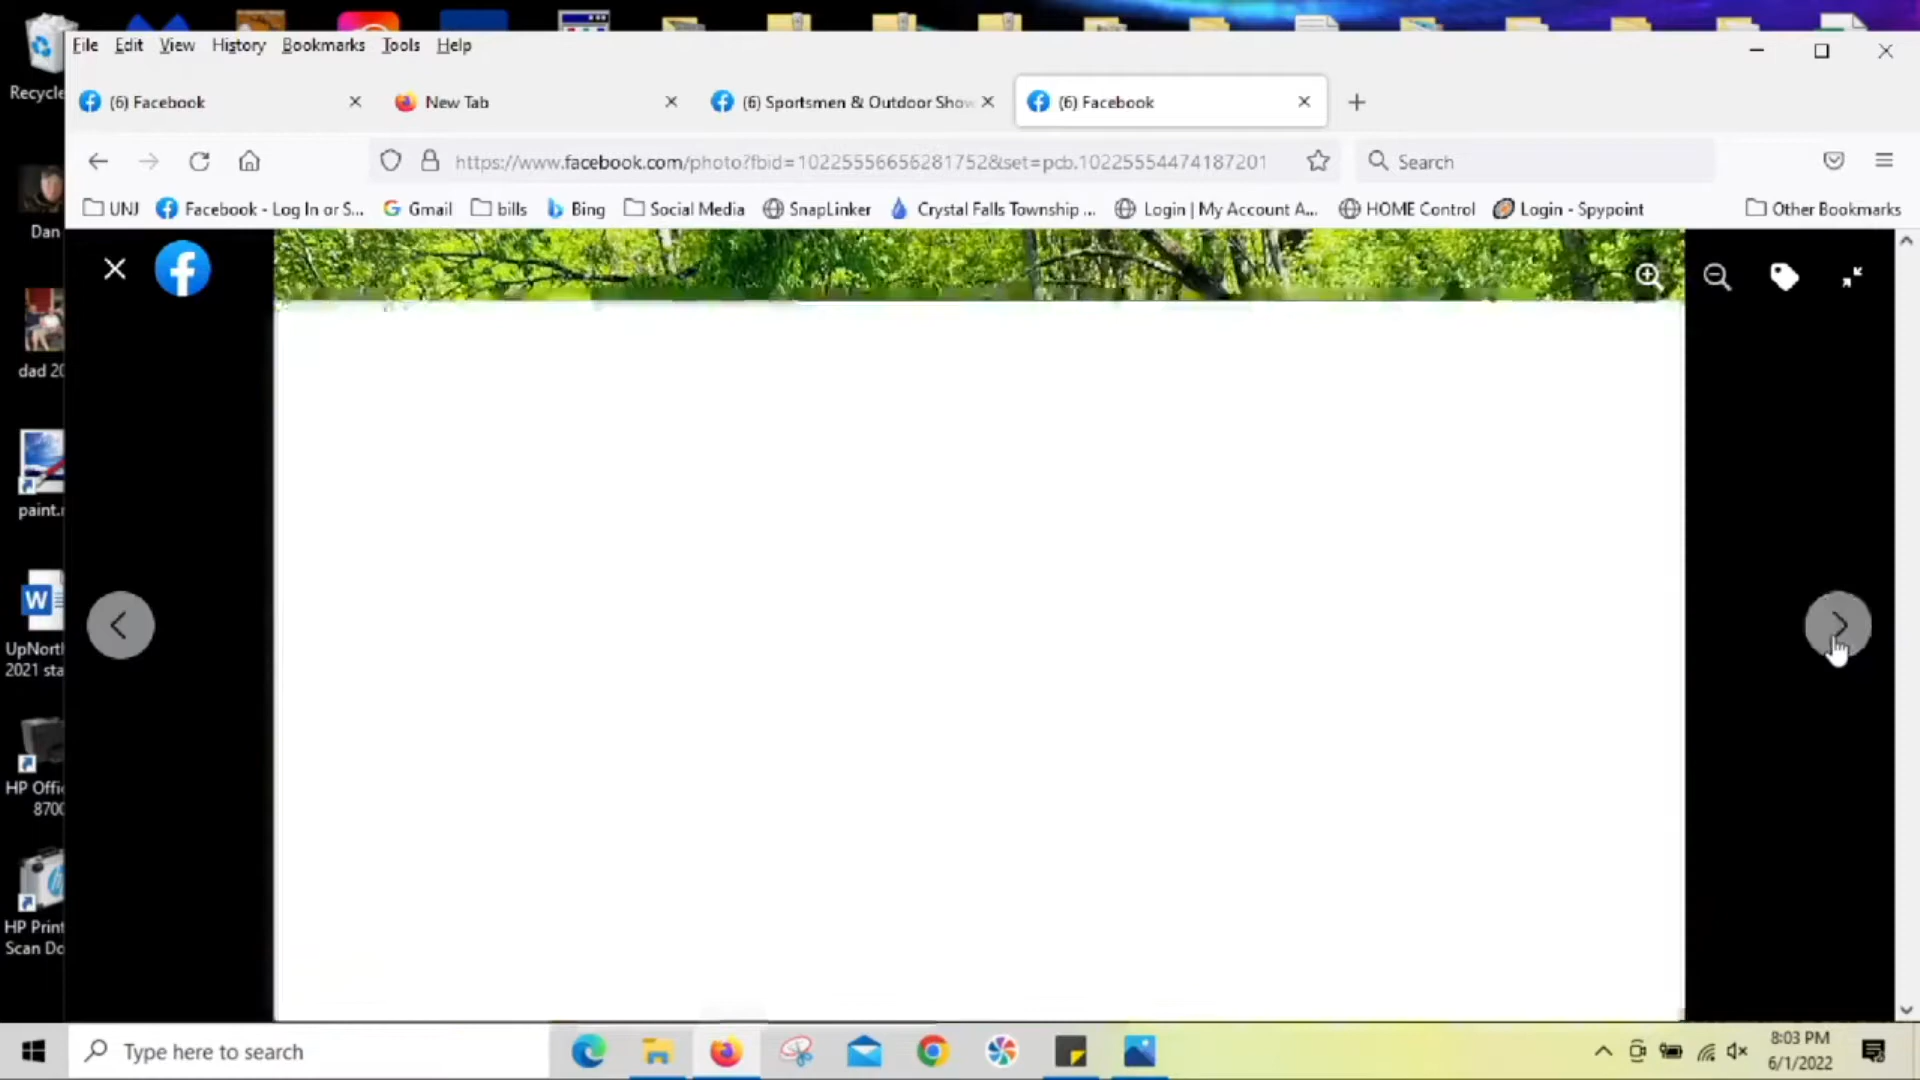 File Edit View History Bookmarks Tools Help
(6) Facebook
New Tab
(6) Sportsmen & Outdoor Show
(6) Facebook
https://www.facebook.com/photo?fbid=10225556656281752&set=pcb.10225554474187201
Search
UNJ
Facebook - Log In or S...
Gmail
bills
Bing
Social Media
SnapLinker
Crystal Falls Township ...
Login | My Account A...
HOME Control
Login - Spypoint
Other Bookmarks
Recycle
Dan
dad 20
paint.
W
UpNorth
2021 sta
HP Offi
8700
HP Print
Scan Do
Type here to search
8:03 PM
6/1/2022